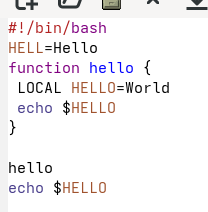 #!/bin/bash
HELL=Hello
function hello {
 LOCAL HELLO=World
 echo $HELLO
}

hello
echo $HELLO